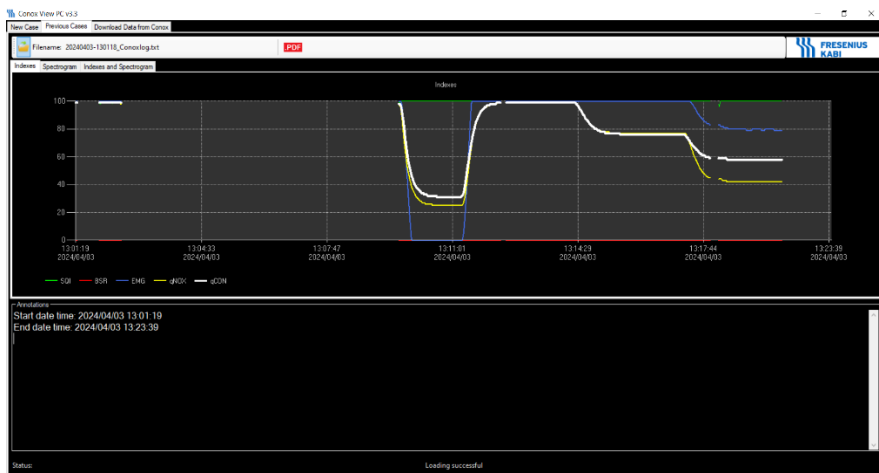 Conox View PC v3.3
New Case Previous Cases Download Data from Conox
Filename: 20240403-130118_Conoxlog.txt
PDF
FRESENIUS
KABI
Indexes Spectrogram Indexes and Spectrogram
Indexes
100
80
60
40
20
0
13:01:19 13:04:33 13:07:47 13:11:01 13:14:29 13:17:44 13:23:39
2024/04/03 2024/04/03 2024/04/03 2024/04/03 2024/04/03 2024/04/03 2024/04/03
SQI BSR EMG qNOX qCON
Annotations
Start date time: 2024/04/03 13:01:19
End date time: 2024/04/03 13:23:39
Status: Loading successful